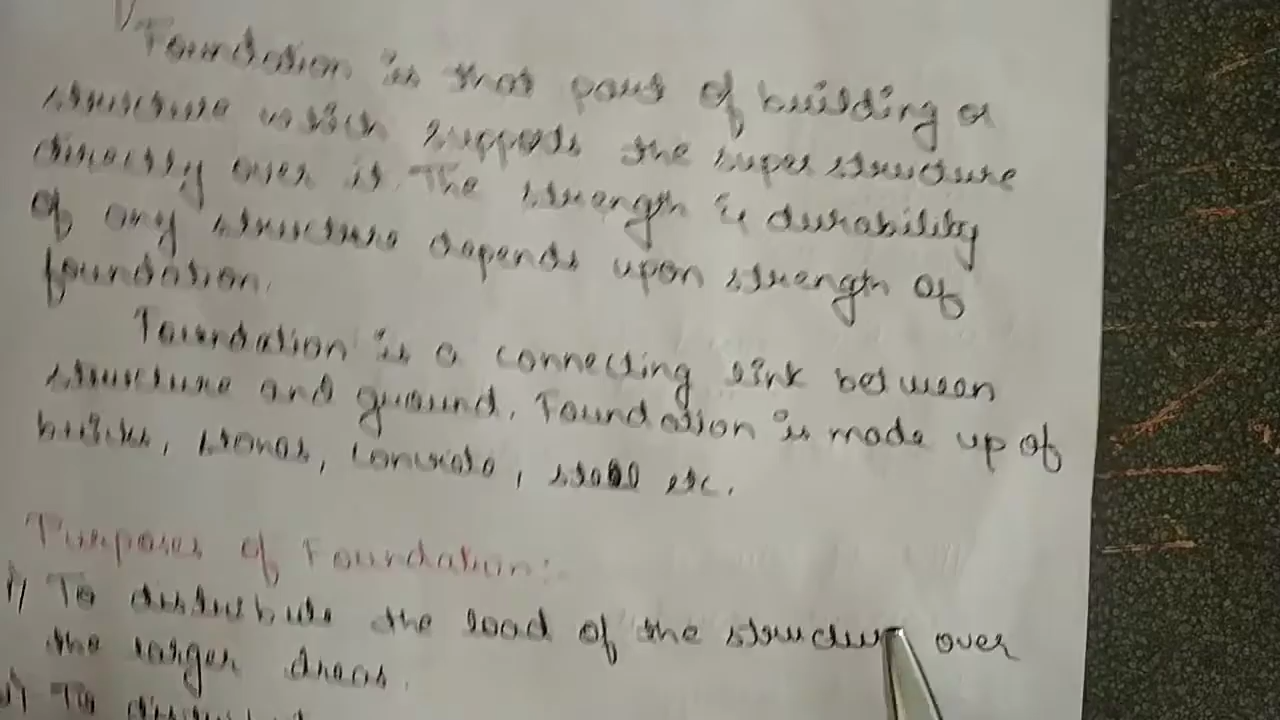 1)
Foundation is that part of building or
structure which supports the super structure
directly over it. The strength & durability
of any structure depends upon strength of
foundation.
Foundation is a connecting link between
structure and ground. Foundation is made up of
bricks, stones, concrete, steel etc.
Purposes of Foundation:-
i) To distribute the load of the structure over
the larger areas.
ii) To